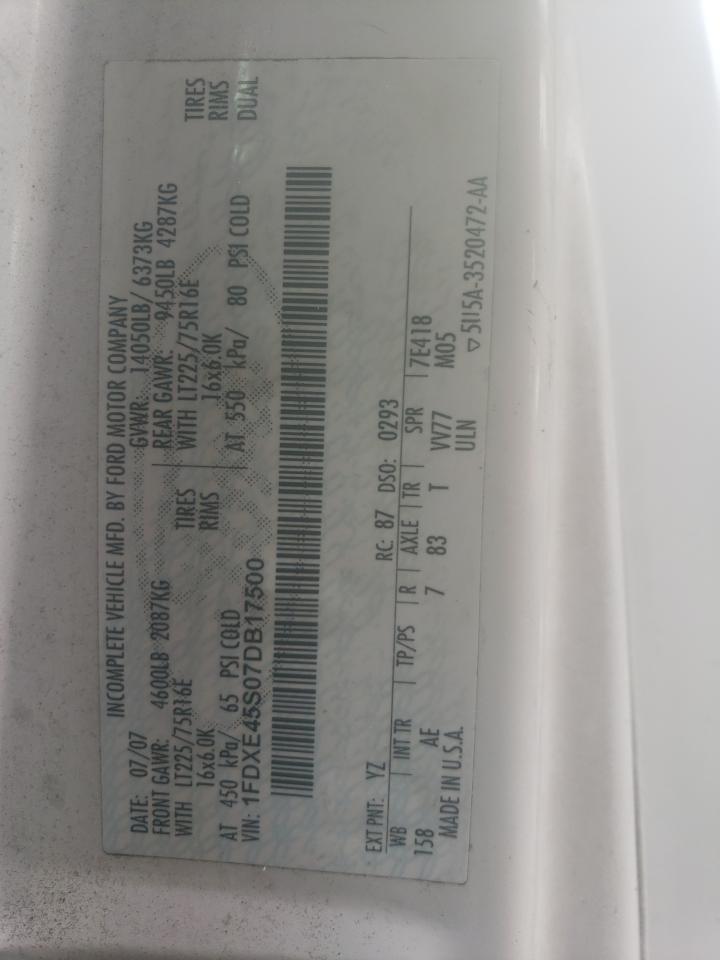 INCOMPLETE VEHICLE MFD. BY FORD MOTOR COMPANY
DATE: 07/07 GVWR: 14050LB/ 6373KG
FRONT GAWR: 4600LB 2087KG REAR GAWR: 9450LB 4287KG
WITH LT225/75R16E TIRES WITH LT225/75R16E TIRES
16x6.0K RIMS 16x6.0K RIMS
AT 450 kPa/ 65 PSI COLD AT 550 kPa/ 80 PSI COLD DUAL
VIN: 1FDXE45S07DB17500
EXT PNT: YZ RC: 87 DSO: 0293
WB INT TR TP/PS R AXLE TR SPR
158 AE 7 83 T VV77 7E418
MADE IN U.S.A. ULN M05
▽5U5A-3520472-AA